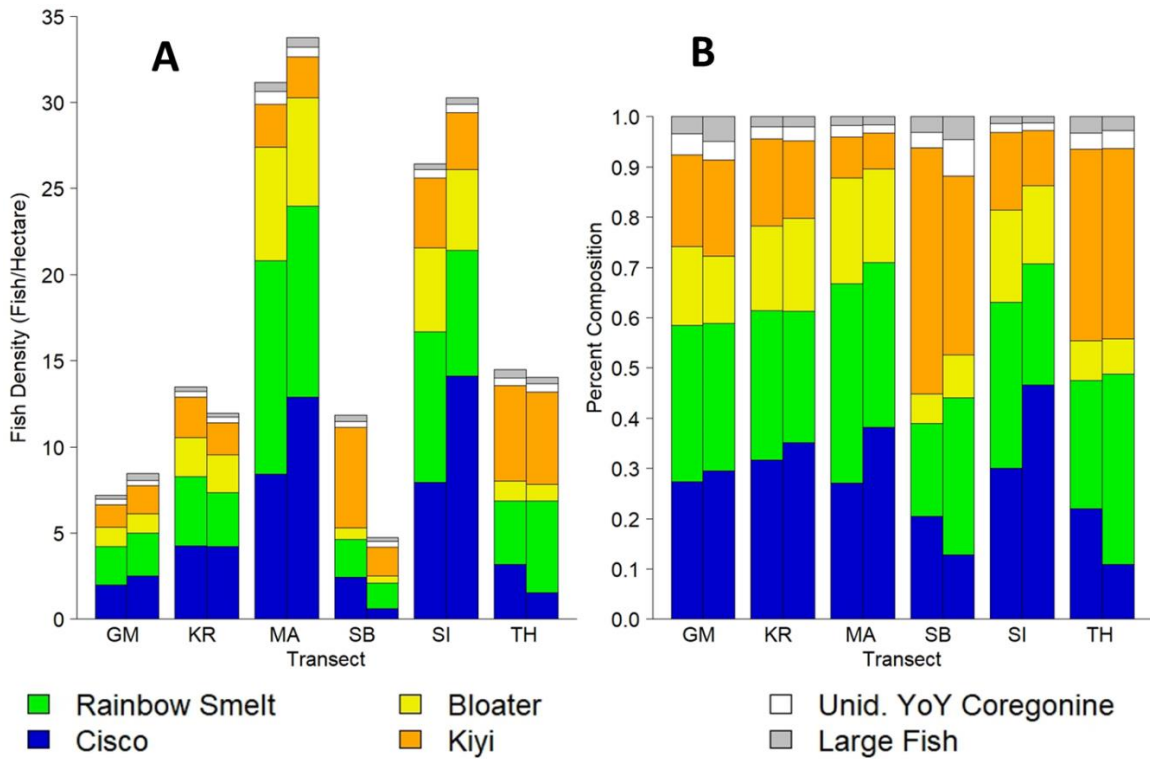 A
Fish Density (Fish/Hectare)
35
30
25
20
15
10
5
0
GM KR MA SB SI TH
Transect
B
Percent Composition
1.0
0.9
0.8
0.7
0.6
0.5
0.4
0.3
0.2
0.1
0.0
GM KR MA SB SI TH
Transect
Rainbow Smelt Bloater Unid. YoY Coregonine
Cisco Kiyi Large Fish